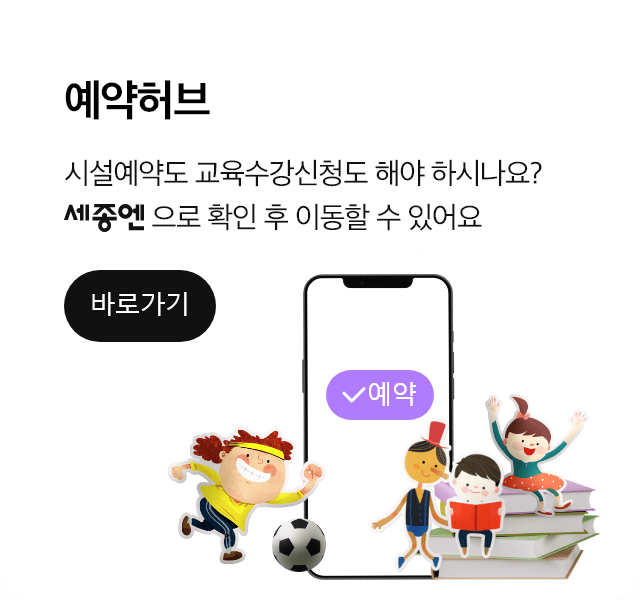 예약허브
시설예약도 교육수강신청도 해야 하시나요?
세종엔 으로 확인 후 이동할 수 있어요
바로가기
예약